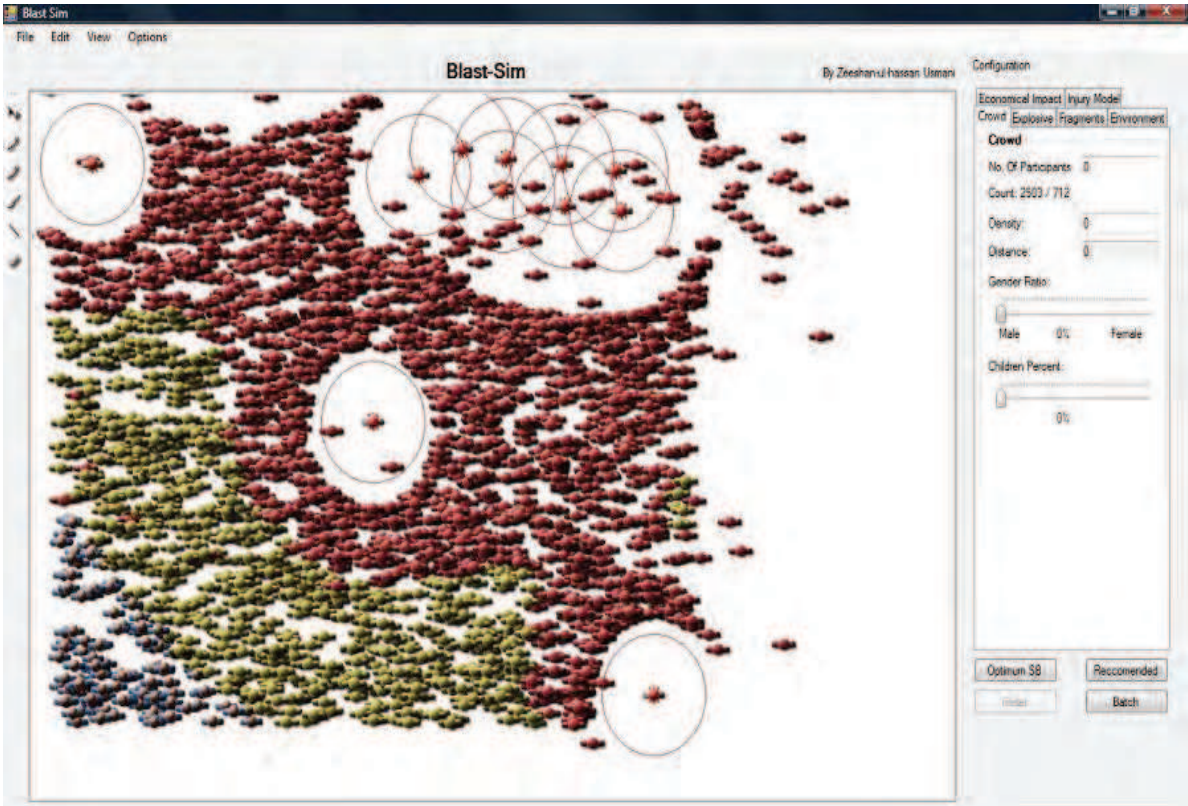 Blast Sim
File Edit View Options
Blast-Sim
By Zeeshan-ul-hassan Usmani
Configuration
Economical Impact Injury Model
Crowd Explosive Fragments Environment
Crowd
No. Of Participants 0
Count: 2503 / 712
Density: 0
Distance: 0
Gender Ratio:
Male 0% Female
Children Percent:
0%
Optimum SB Reccomended
Batch